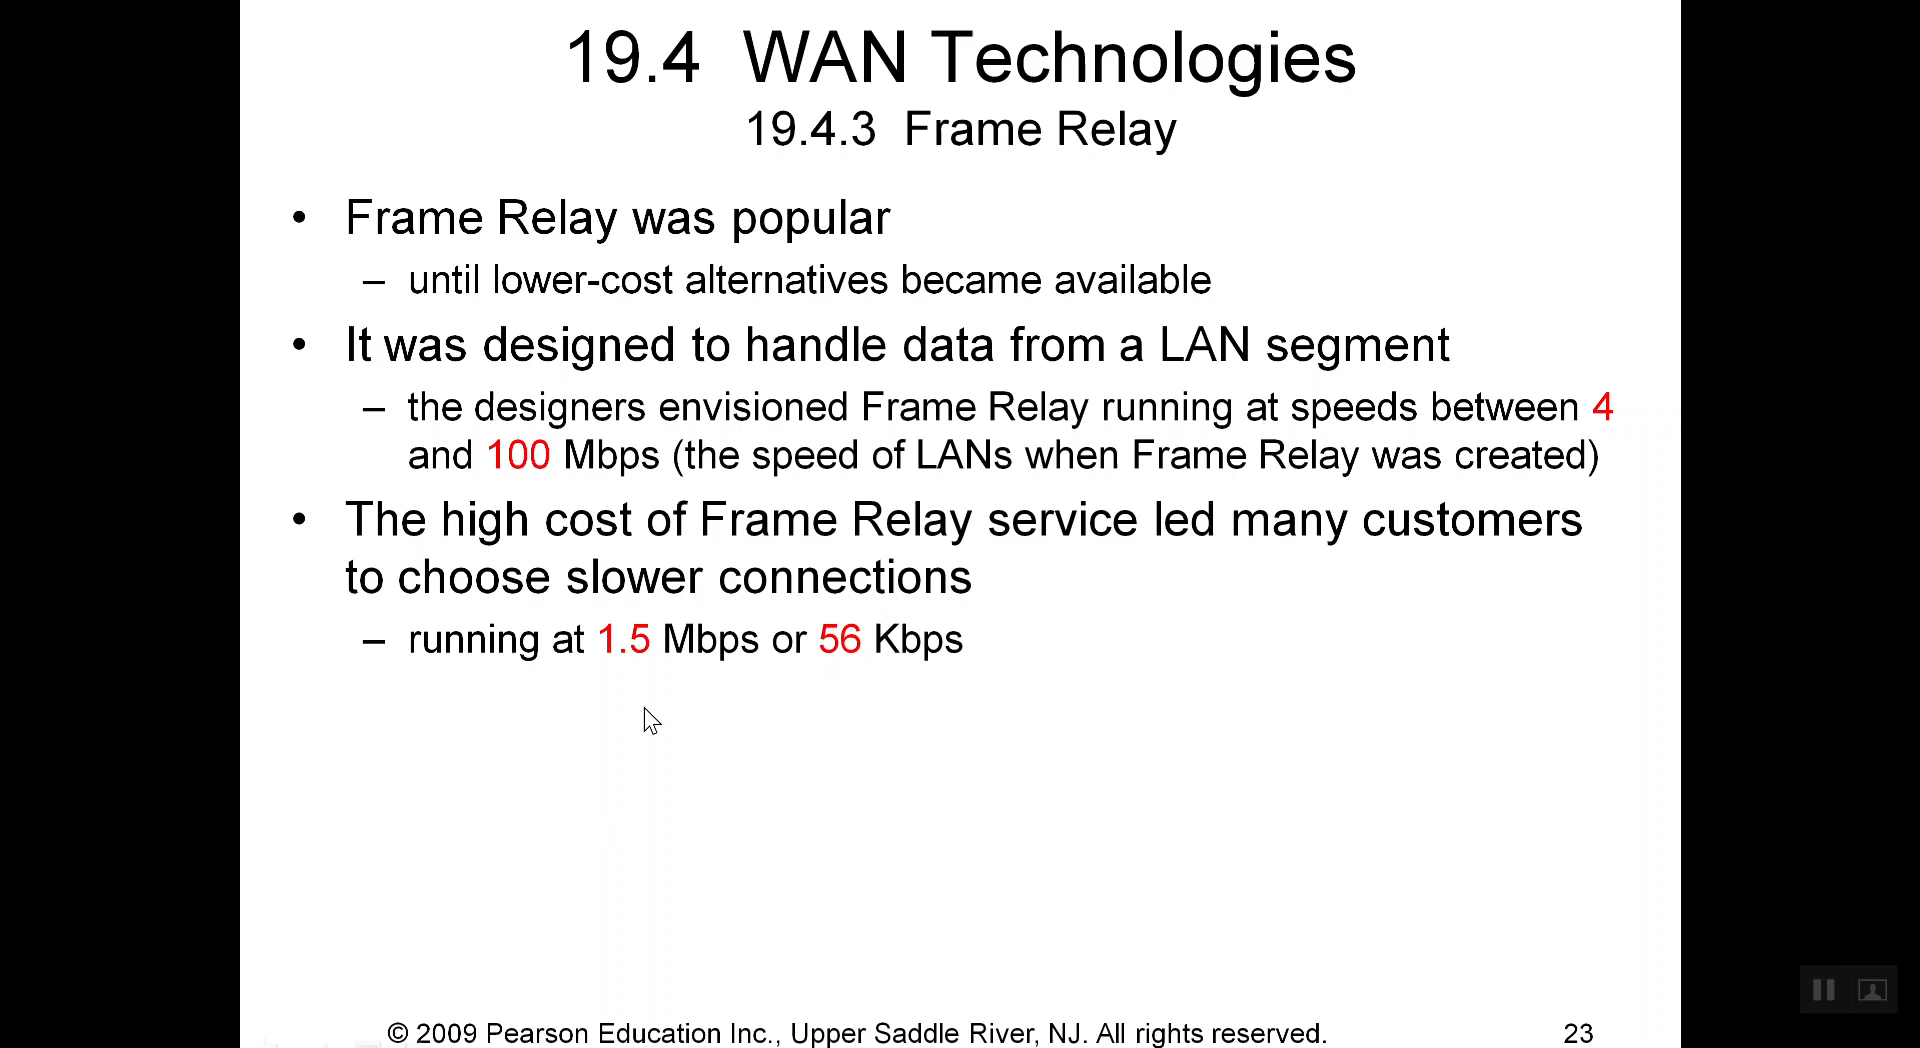 19.4 WAN Technologies
19.4.3 Frame Relay
• Frame Relay was popular
– until lower-cost alternatives became available
• It was designed to handle data from a LAN segment
– the designers envisioned Frame Relay running at speeds between 4
and 100 Mbps (the speed of LANs when Frame Relay was created)
• The high cost of Frame Relay service led many customers
to choose slower connections
– running at 1.5 Mbps or 56 Kbps
© 2009 Pearson Education Inc., Upper Saddle River, NJ. All rights reserved.
23